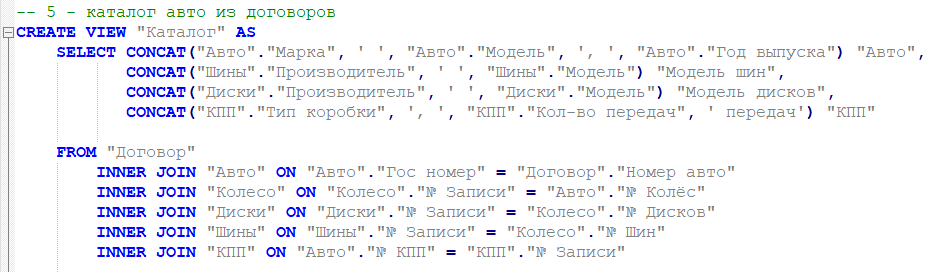 -- 5 - каталог авто из договоров
CREATE VIEW "Каталог" AS
SELECT CONCAT("Авто"."Марка", ' ', "Авто"."Модель", ', ', "Авто"."Год выпуска") "Авто",
CONCAT("Шины"."Производитель", ' ', "Шины"."Модель") "Модель шин",
CONCAT("Диски"."Производитель", ' ', "Диски"."Модель") "Модель дисков",
CONCAT("КПП"."Тип коробки", ', ', "КПП"."Кол-во передач", ' передач') "КПП"
FROM "Договор"
INNER JOIN "Авто" ON "Авто"."Гос номер" = "Договор"."Номер авто"
INNER JOIN "Колесо" ON "Колесо"."№ Записи" = "Авто"."№ Колёс"
INNER JOIN "Диски" ON "Диски"."№ Записи" = "Колесо"."№ Дисков"
INNER JOIN "Шины" ON "Шины"."№ Записи" = "Колесо"."№ Шин"
INNER JOIN "КПП" ON "Авто"."№ КПП" = "КПП"."№ Записи"